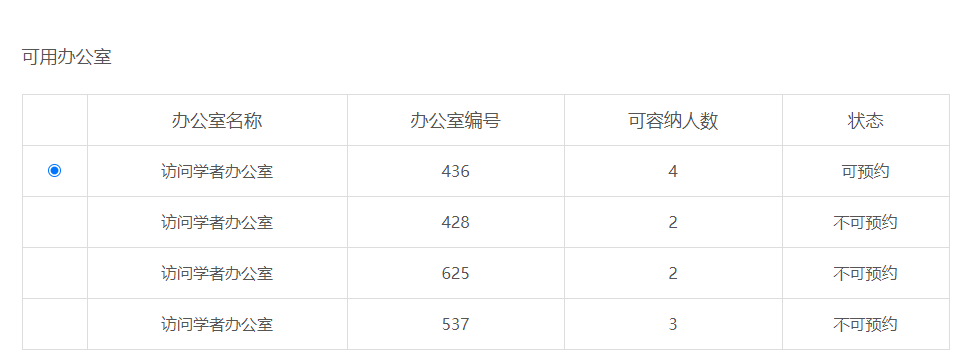 可用办公室
办公室名称 办公室编号 可容纳人数 状态
访问学者办公室 436 4 可预约
访问学者办公室 428 2 不可预约
访问学者办公室 625 2 不可预约
访问学者办公室 537 3 不可预约